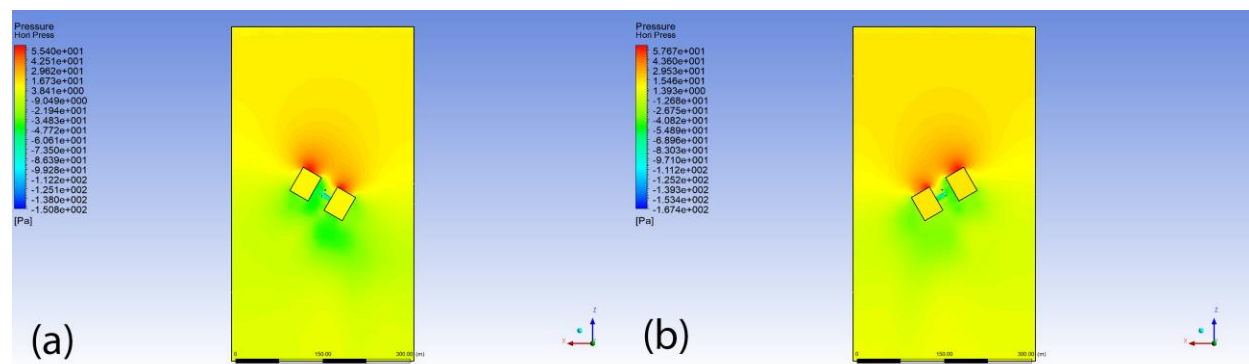 Pressure
Hori Press
5.540e+001
4.251e+001
2.962e+001
1.673e+001
3.841e+000
-9.049e+000
-2.194e+001
-3.483e+001
-4.772e+001
-6.061e+001
-7.350e+001
-8.639e+001
-9.928e+001
-1.122e+002
-1.251e+002
-1.380e+002
-1.508e+002
[Pa]
(a)
0 150.00 300.00 (m)
Z
X
Pressure
Hori Press
5.767e+001
4.360e+001
2.953e+001
1.546e+001
1.393e+000
-1.268e+001
-2.675e+001
-4.082e+001
-5.489e+001
-6.896e+001
-8.303e+001
-9.710e+001
-1.112e+002
-1.252e+002
-1.393e+002
-1.534e+002
-1.674e+002
[Pa]
(b)
0 150.00 300.00 (m)
Z
X